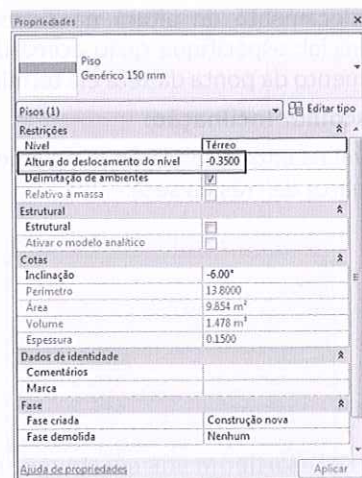 Propriedades
Piso
Genérico 150 mm
Pisos (1)
Editar tipo
Restrições
Nível Térreo
Altura do deslocamento do nível -0.3500
Delimitação de ambientes
Relativo à massa
Estrutural
Estrutural
Ativar o modelo analítico
Cotas
Inclinação -6.00°
Perímetro 13.8000
Área 9.854 m²
Volume 1.478 m³
Espessura 0.1500
Dados de identidade
Comentários
Marca
Fase
Fase criada Construção nova
Fase demolida Nenhum
Ajuda de propriedades
Aplicar